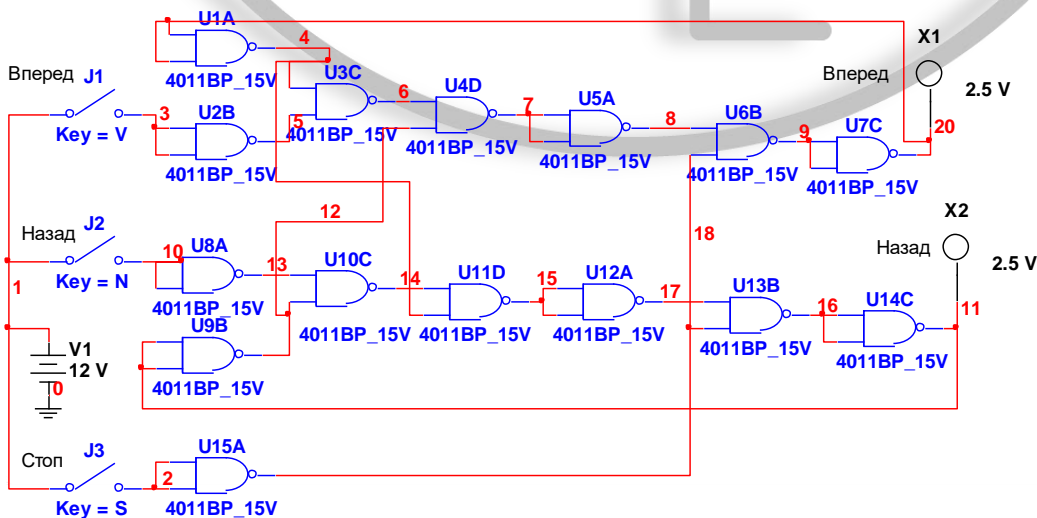 U1A
4
4011BP_15V
Вперед
J1
Key = V
3
U2B
4011BP_15V
5
U3C
4011BP_15V
6
U4D
4011BP_15V
7
U5A
4011BP_15V
8
U6B
4011BP_15V
9
U7C
4011BP_15V
20
X1
Вперед
2.5 V
12
18
Назад
J2
Key = N
1
10
U8A
4011BP_15V
13
U9B
4011BP_15V
U10C
4011BP_15V
14
U11D
4011BP_15V
15
U12A
4011BP_15V
17
U13B
4011BP_15V
16
U14C
4011BP_15V
11
X2
Назад
2.5 V
V1
12 V
0
Стоп
J3
Key = S
2
U15A
4011BP_15V